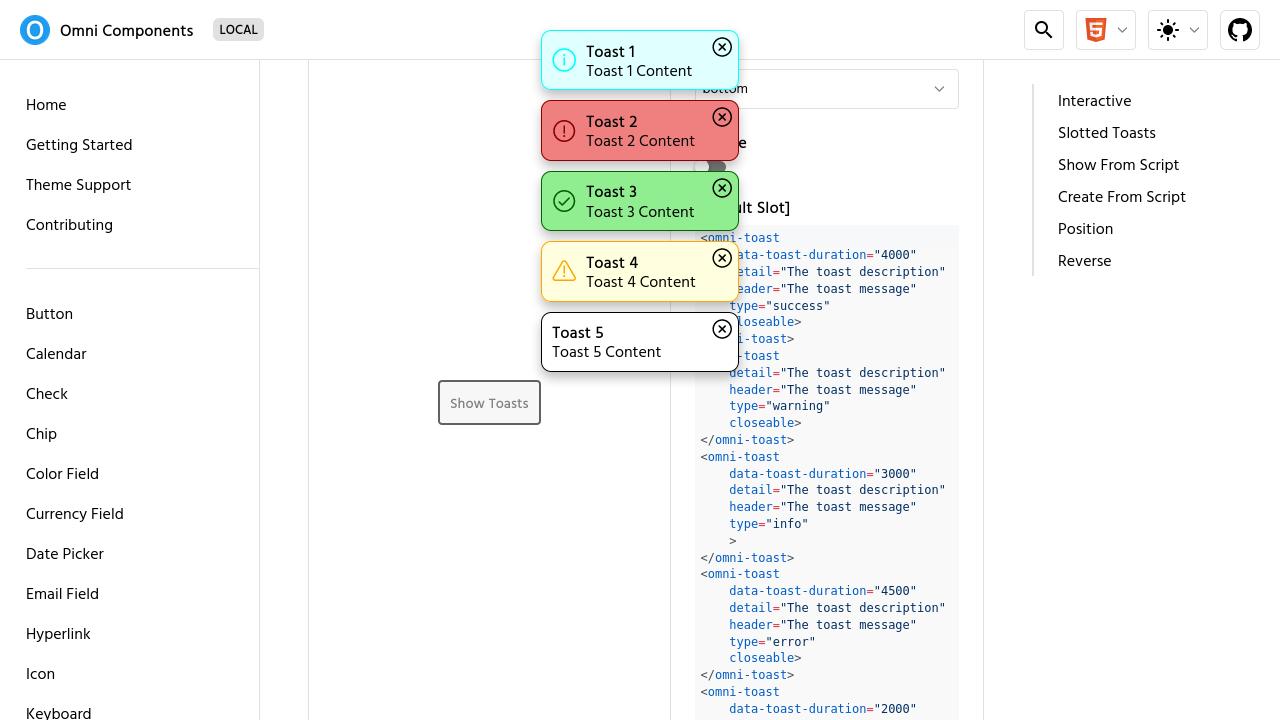 Omni Components
LOCAL
Home
Getting Started
Theme Support
Contributing
Button
Calendar
Check
Chip
Color Field
Currency Field
Date Picker
Email Field
Hyperlink
Icon
Keyboard
Show Toasts
Toast 1
Toast 1 Content
Toast 2
Toast 2 Content
Toast 3
Toast 3 Content
Toast 4
Toast 4 Content
Toast 5
Toast 5 Content
bottom
Slot]
<omni-toast
data-toast-duration="4000"
detail="The toast description"
header="The toast message"
type="success"
closeable>
omni-toast>
omni-toast
detail="The toast description"
header="The toast message"
type="warning"
closeable>
</omni-toast>
<omni-toast
data-toast-duration="3000"
detail="The toast description"
header="The toast message"
type="info"
>
</omni-toast>
<omni-toast
data-toast-duration="4500"
detail="The toast description"
header="The toast message"
type="error"
closeable>
</omni-toast>
<omni-toast
data-toast-duration="2000"
Interactive
Slotted Toasts
Show From Script
Create From Script
Position
Reverse